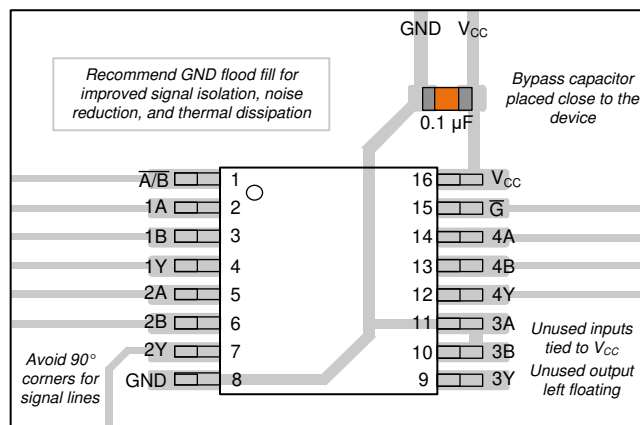 GND VCC
Recommend GND flood fill for
improved signal isolation, noise
reduction, and thermal dissipation
Bypass capacitor
placed close to the
device
0.1 µF
A/B 1 16 VCC
1A 2 15 G
1B 3 14 4A
1Y 4 13 4B
2A 5 12 4Y
2B 6 11 3A
2Y 7 10 3B
GND 8 9 3Y
Avoid 90°
corners for
signal lines
Unused inputs
tied to VCC
Unused output
left floating